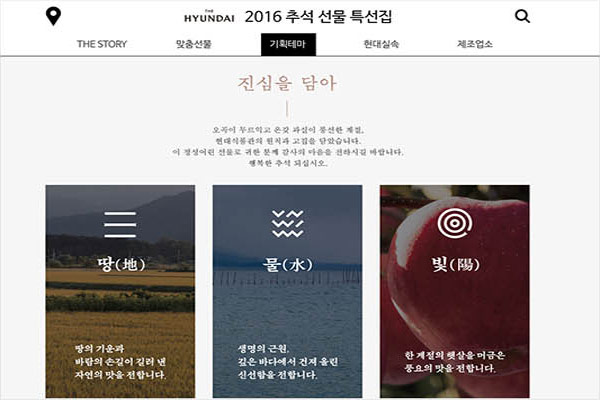 THE
HYUNDAI 2016 추석 선물 특선집
THE STORY 맞춤선물 기획테마 현대실속 제조업소
진심을 담아
오곡이 무르익고 온갖 과실이 풍선한 계절,
현대식품관의 원칙과 고집을 담았습니다.
이 정성어린 선물로 귀한 분께 감사의 마음을 전하시길 바랍니다.
행복한 추석 되십시오.
땅(地)
땅의 기운과
바람의 손길이 길러 낸
자연의 맛을 전합니다.
물(水)
생명의 근원,
깊은 바다에서 건져 올린
신선함을 전합니다.
빛(陽)
한 계절의 햇살을 머금은
풍요의 맛을 전합니다.